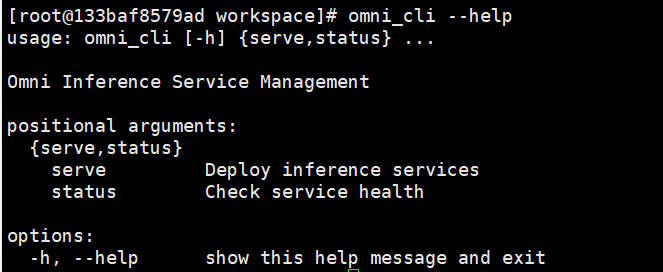 [root@133baf8579ad workspace]# omni_cli --help
usage: omni_cli [-h] {serve,status} ...
Omni Inference Service Management
positional arguments:
  {serve,status}
    serve         Deploy inference services
    status        Check service health
options:
  -h, --help      show this help message and exit